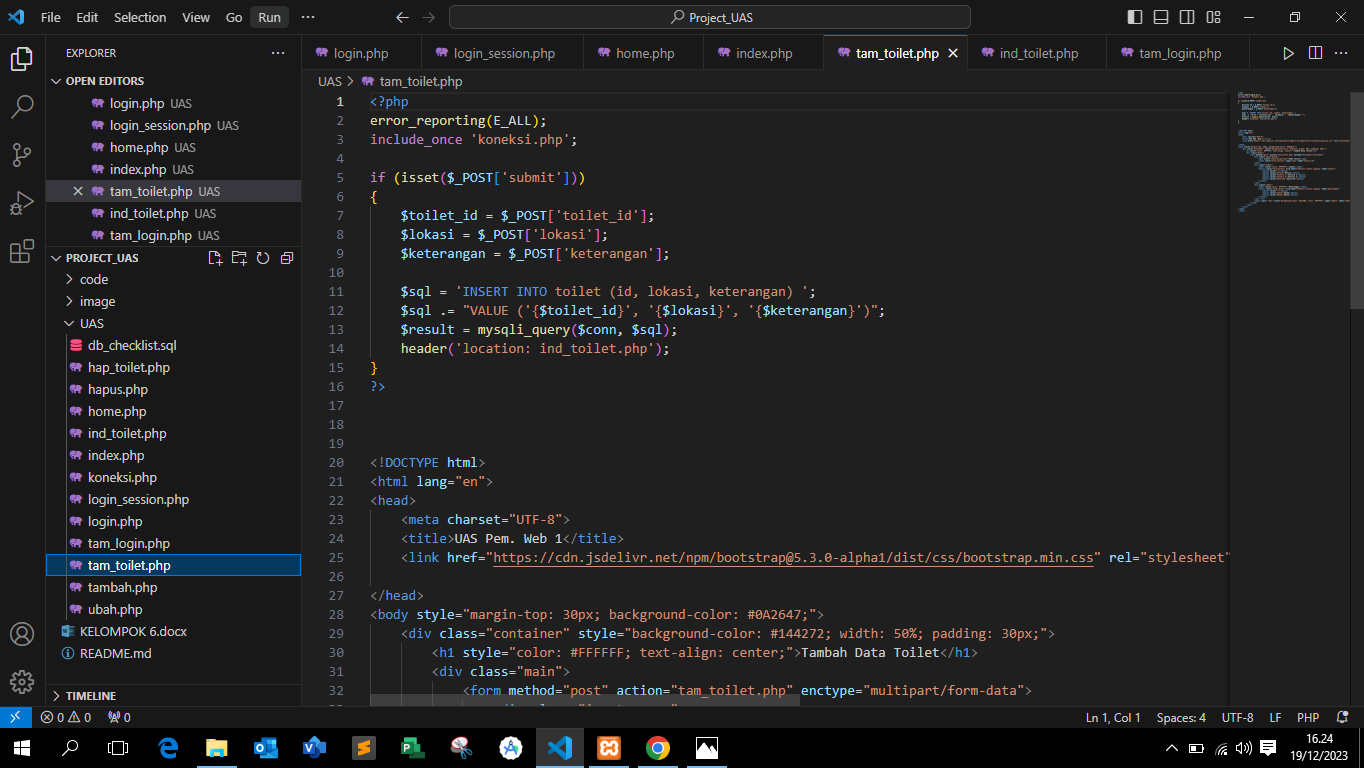 File Edit Selection View Go Run ··· Project_UAS
EXPLORER
OPEN EDITORS
login.php UAS
login_session.php UAS
home.php UAS
index.php UAS
tam_toilet.php UAS
ind_toilet.php UAS
tam_login.php UAS
PROJECT_UAS
code
image
UAS
db_checklist.sql
hap_toilet.php
hapus.php
home.php
ind_toilet.php
index.php
koneksi.php
login_session.php
login.php
tam_login.php
tam_toilet.php
tambah.php
ubah.php
KELOMPOK 6.docx
README.md
TIMELINE
login.php login_session.php home.php index.php tam_toilet.php ind_toilet.php tam_login.php
UAS > tam_toilet.php
1 <?php
2 error_reporting(E_ALL);
3 include_once 'koneksi.php';
4
5 if (isset($_POST['submit']))
6 {
7 $toilet_id = $_POST['toilet_id'];
8 $lokasi = $_POST['lokasi'];
9 $keterangan = $_POST['keterangan'];
10
11 $sql = 'INSERT INTO toilet (id, lokasi, keterangan) ';
12 $sql .= "VALUE ('{$toilet_id}', '{$lokasi}', '{$keterangan}')";
13 $result = mysqli_query($conn, $sql);
14 header('location: ind_toilet.php');
15 }
16 ?>
17
18
19
20 <!DOCTYPE html>
21 <html lang="en">
22 <head>
23 <meta charset="UTF-8">
24 <title>UAS Pem. Web 1</title>
25 <link href="https://cdn.jsdelivr.net/npm/bootstrap@5.3.0-alpha1/dist/css/bootstrap.min.css" rel="stylesheet"
26
27 </head>
28 <body style="margin-top: 30px; background-color: #0A2647;">
29 <div class="container" style="background-color: #144272; width: 50%; padding: 30px;">
30 <h1 style="color: #FFFFFF; text-align: center;">Tambah Data Toilet</h1>
31 <div class="main">
32 <form method="post" action="tam_toilet.php" enctype="multipart/form-data">
0 0 0 Ln 1, Col 1 Spaces: 4 UTF-8 LF PHP
16.24
19/12/2023